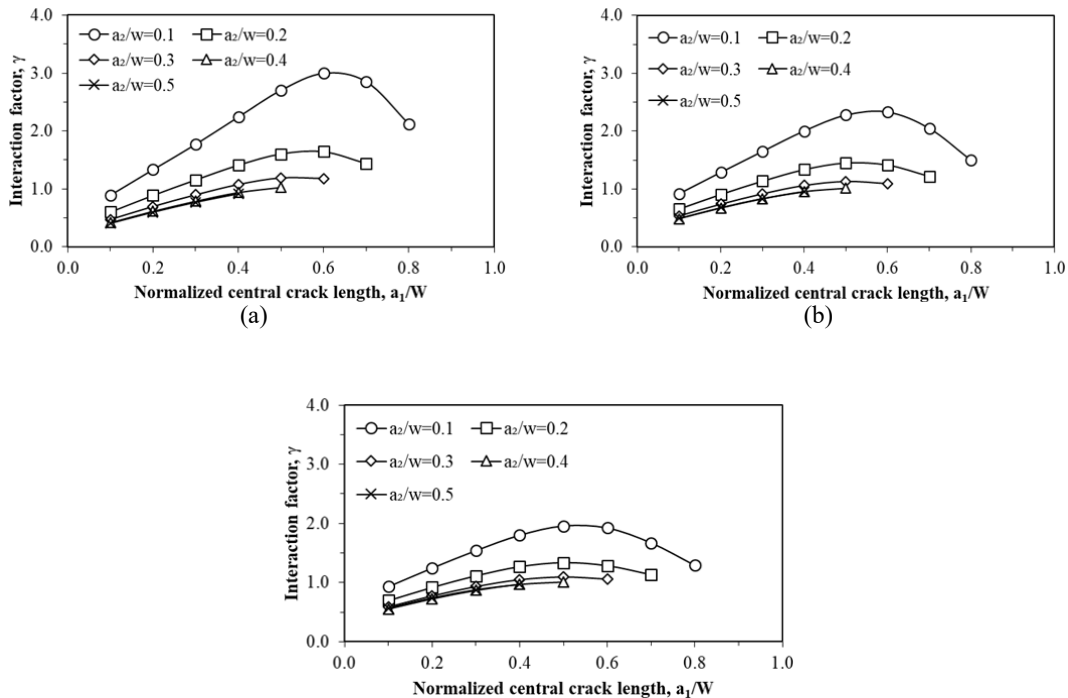 4.0
3.0
2.0
1.0
0.0
Interaction factor, γ
a₂/w=0.1 a₂/w=0.2
a₂/w=0.3 a₂/w=0.4
a₂/w=0.5
0.0 0.2 0.4 0.6 0.8 1.0
Normalized central crack length, a₁/W
(a)
4.0
3.0
2.0
1.0
0.0
Interaction factor, γ
a₂/w=0.1 a₂/w=0.2
a₂/w=0.3 a₂/w=0.4
a₂/w=0.5
0.0 0.2 0.4 0.6 0.8 1.0
Normalized central crack length, a₁/W
(b)
4.0
3.0
2.0
1.0
0.0
Interaction factor, γ
a₂/w=0.1 a₂/w=0.2
a₂/w=0.3 a₂/w=0.4
a₂/w=0.5
0.0 0.2 0.4 0.6 0.8 1.0
Normalized central crack length, a₁/W